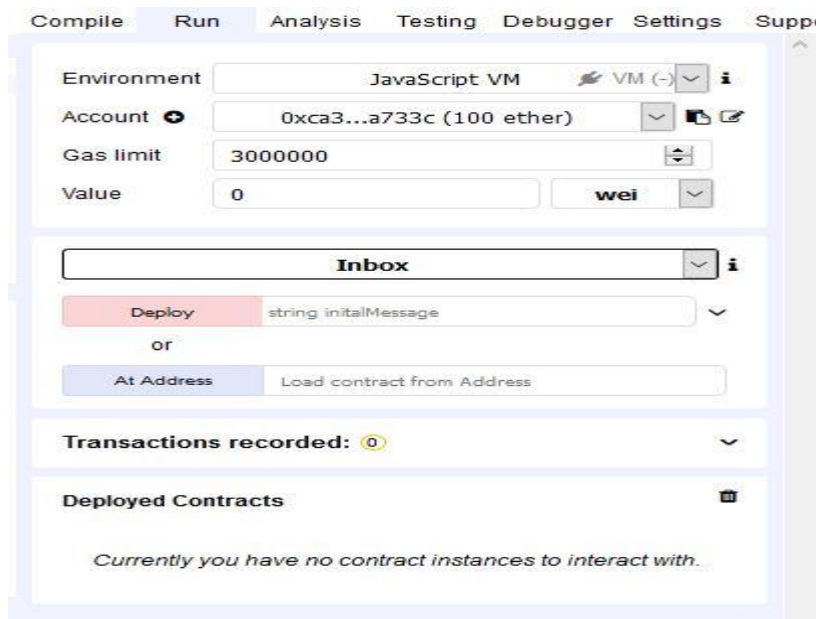 Compile Run Analysis Testing Debugger Settings Suppo
Environment JavaScript VM VM (-) i
Account 0xca3...a733c (100 ether)
Gas limit 3000000
Value 0 wei
Inbox i
Deploy string initalMessage
or
At Address Load contract from Address
Transactions recorded: 0
Deployed Contracts
Currently you have no contract instances to interact with.